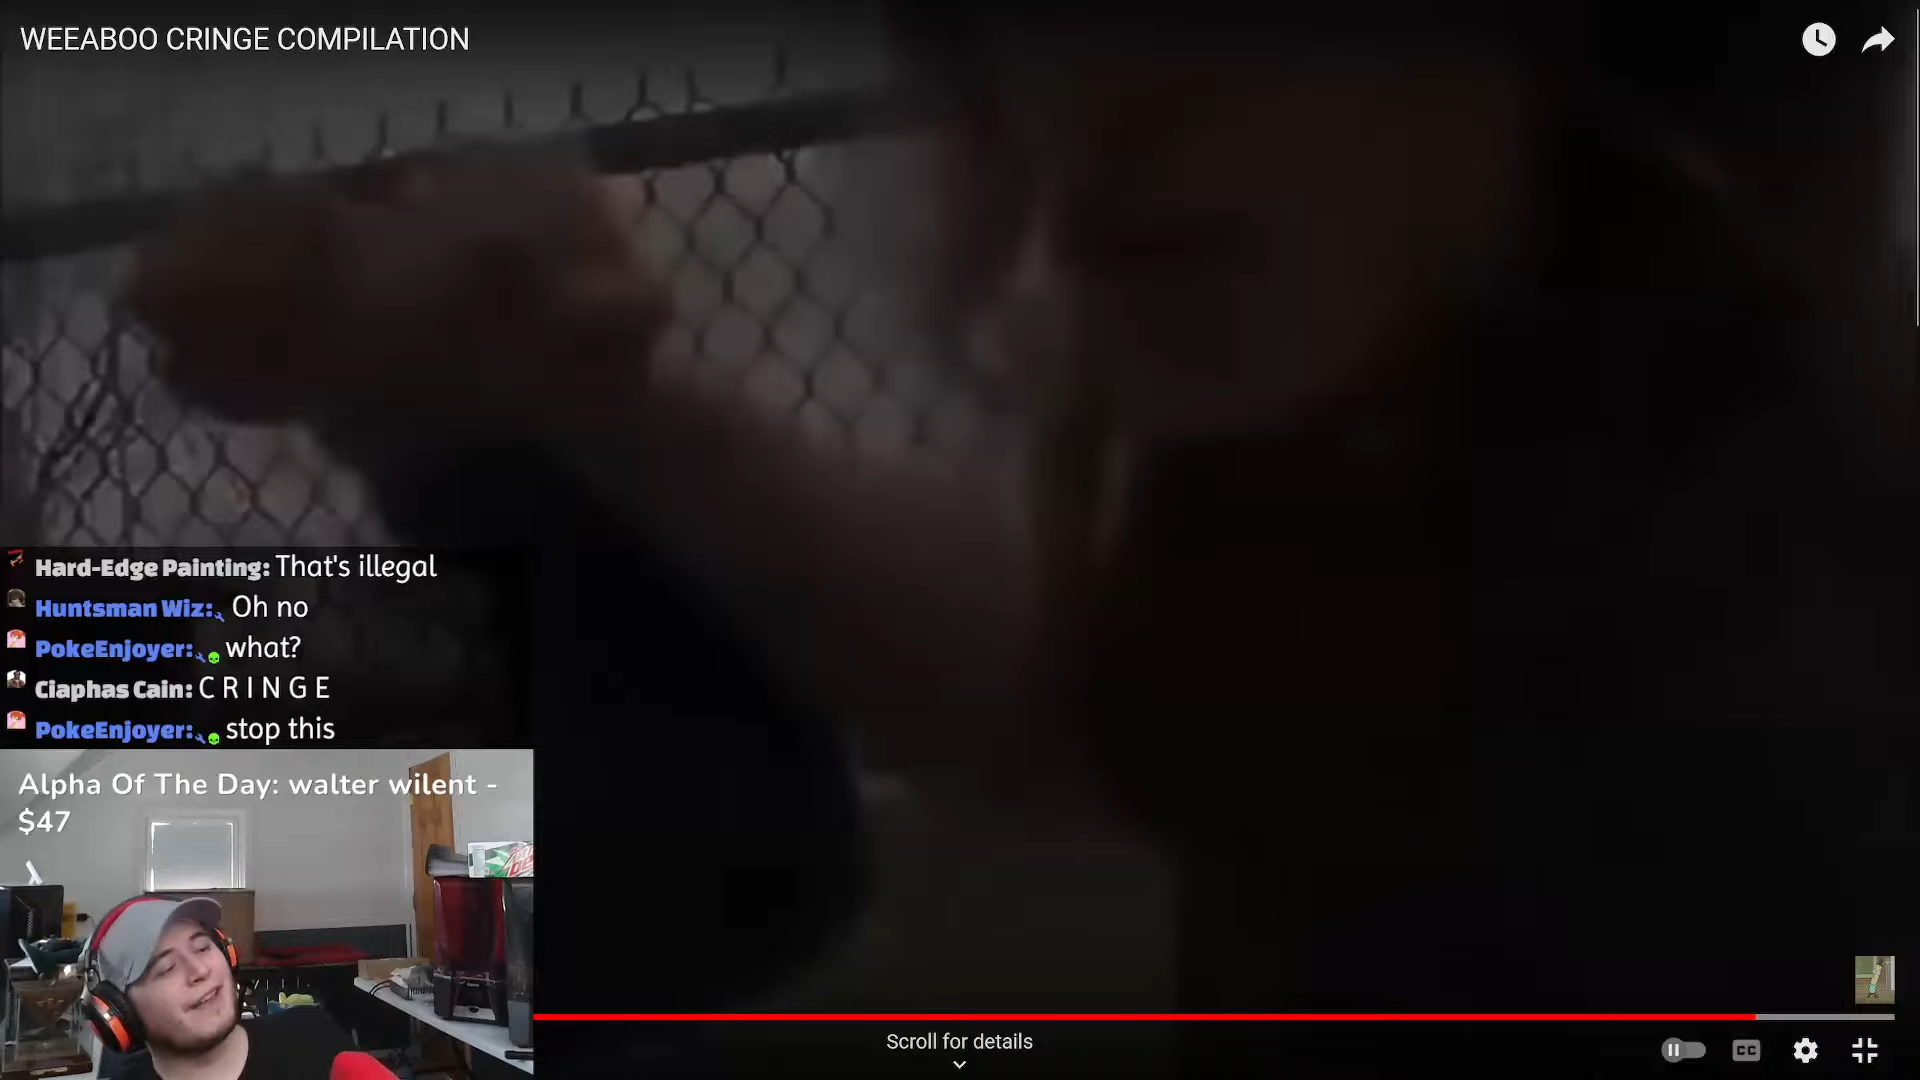 WEEABOO CRINGE COMPILATION
Hard-Edge Painting: That's illegal
Huntsman Wiz: Oh no
PokeEnjoyer: what?
Ciaphas Cain: C R I N G E
PokeEnjoyer: stop this
Alpha Of The Day: walter wilent -
$47
Scroll for details
CC